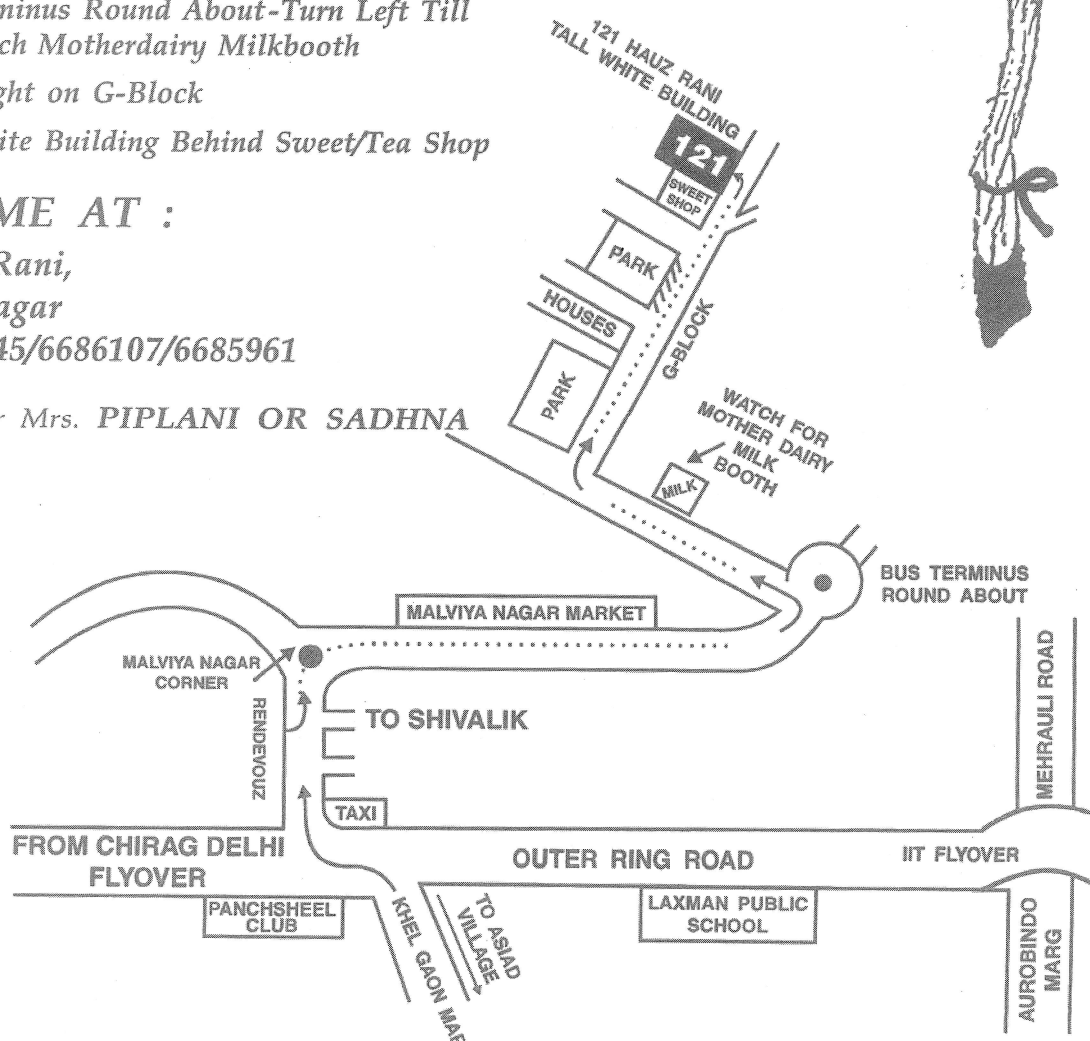 minus Round About-Turn Left Till
ch Motherdairy Milkbooth
ght on G-Block
ite Building Behind Sweet/Tea Shop
ME AT :
Rani,
agar
45/6686107/6685961
r Mrs. PIPLANI OR SADHNA
121 HAUZ RANI
TALL WHITE BUILDING
121
SWEET
SHOP
PARK
HOUSES
PARK
G-BLOCK
WATCH FOR
MOTHER DAIRY
MILK
BOOTH
MILK
BUS TERMINUS
ROUND ABOUT
MALVIYA NAGAR MARKET
MALVIYA NAGAR
CORNER
RENDEVOUZ
TO SHIVALIK
TAXI
MEHRAULI ROAD
FROM CHIRAG DELHI
FLYOVER
OUTER RING ROAD
IIT FLYOVER
PANCHSHEEL
CLUB
KHEL GAON MAR
TO ASIAD
VILLAGE
LAXMAN PUBLIC
SCHOOL
AUROBINDO
MARG